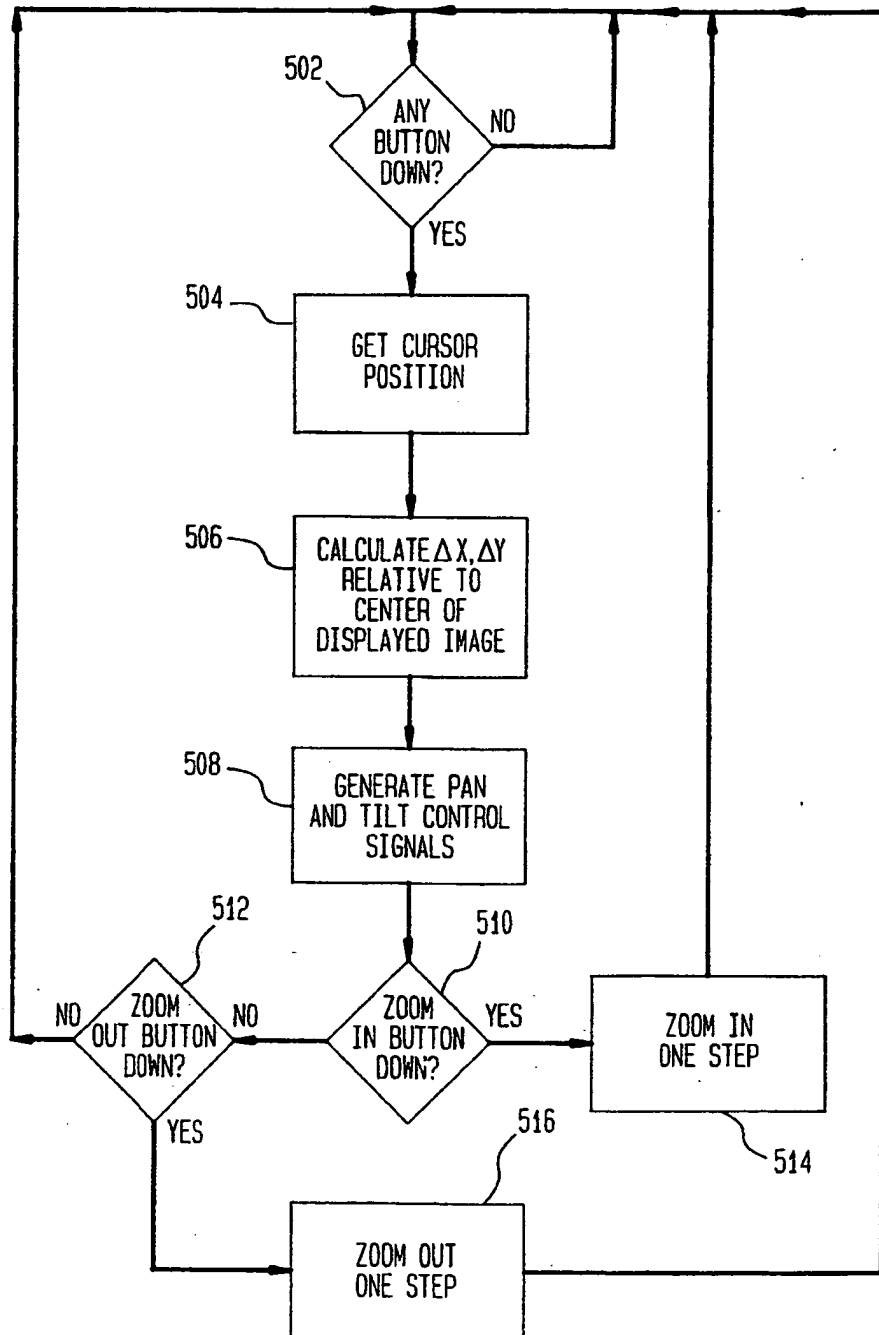 502
ANY
BUTTON
DOWN?
NO
YES
504
GET CURSOR
POSITION
506
CALCULATE ΔX, ΔY
RELATIVE TO
CENTER OF
DISPLAYED IMAGE
508
GENERATE PAN
AND TILT CONTROL
SIGNALS
512
510
NO
ZOOM
OUT BUTTON
DOWN?
NO
ZOOM
IN BUTTON
DOWN?
YES
ZOOM IN
ONE STEP
YES
516
514
ZOOM OUT
ONE STEP